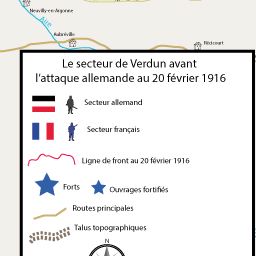 Neuvilly-en-Argonne
Aire
Aubréville
Récicourt
Le secteur de Verdun avant
l'attaque allemande au 20 février 1916
Secteur allemand
Secteur français
Ligne de front au 20 février 1916
Forts
Ouvrages fortifiés
Routes principales
Talus topographiques
N